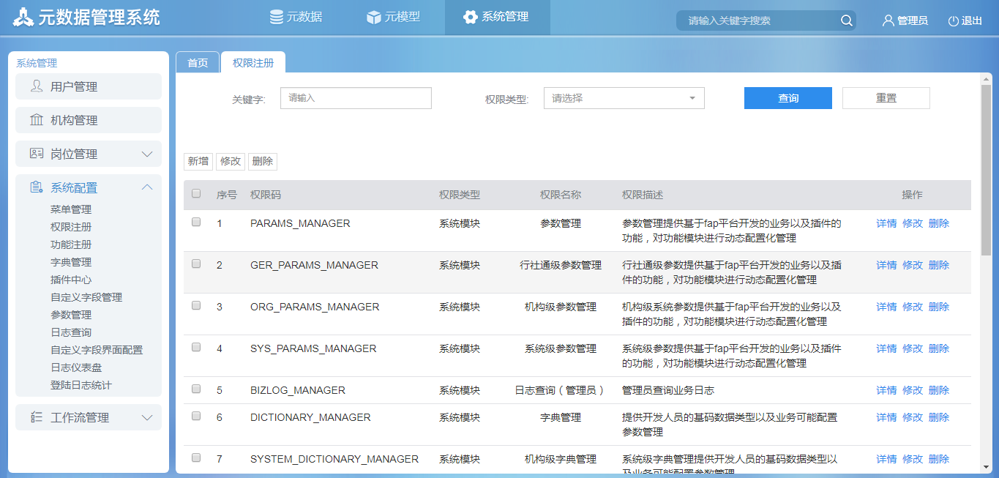 元数据管理系统
元数据
元模型
系统管理
请输入关键字搜索
管理员
退出
系统管理
用户管理
机构管理
岗位管理
系统配置
菜单管理
权限注册
功能注册
字典管理
插件中心
自定义字段管理
参数管理
日志查询
自定义字段界面配置
日志仪表盘
登陆日志统计
工作流管理
首页
权限注册
关键字:
请输入
权限类型:
请选择
查询
重置
新增
修改
删除
序号 权限码 权限类型 权限名称 权限描述 操作
1 PARAMS_MANAGER 系统模块 参数管理 参数管理提供基于fap平台开发的业务以及插件的 详情 修改 删除
功能，对功能模块进行动态配置化管理
2 GER_PARAMS_MANAGER 系统模块 行社通级参数管理 行社通级参数提供基于fap平台开发的业务以及插 详情 修改 删除
件的功能，对功能模块进行动态配置化管理
3 ORG_PARAMS_MANAGER 系统模块 机构级参数管理 机构级系统参数提供基于fap平台开发的业务以及 详情 修改 删除
插件的功能，对功能模块进行动态配置化管理
4 SYS_PARAMS_MANAGER 系统模块 系统级参数管理 系统级参数提供基于fap平台开发的业务以及插件 详情 修改 删除
的功能，对功能模块进行动态配置化管理
5 BIZLOG_MANAGER 系统模块 日志查询（管理员） 管理员查询业务日志 详情 修改 删除
6 DICTIONARY_MANAGER 系统模块 字典管理 提供开发人员的基码数据类型以及业务可能配置 详情 修改 删除
参数管理
7 SYSTEM_DICTIONARY_MANAGER 系统模块 机构级字典管理 系统级字典管理提供开发人员的基码数据类型以 详情 修改 删除
及业务可能配置参数管理